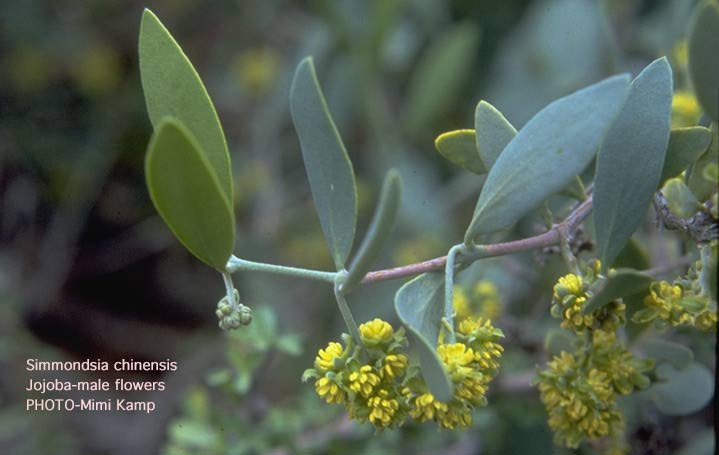 Simmondsia chinensis
Jojoba-male flowers
PHOTO-Mimi Kamp